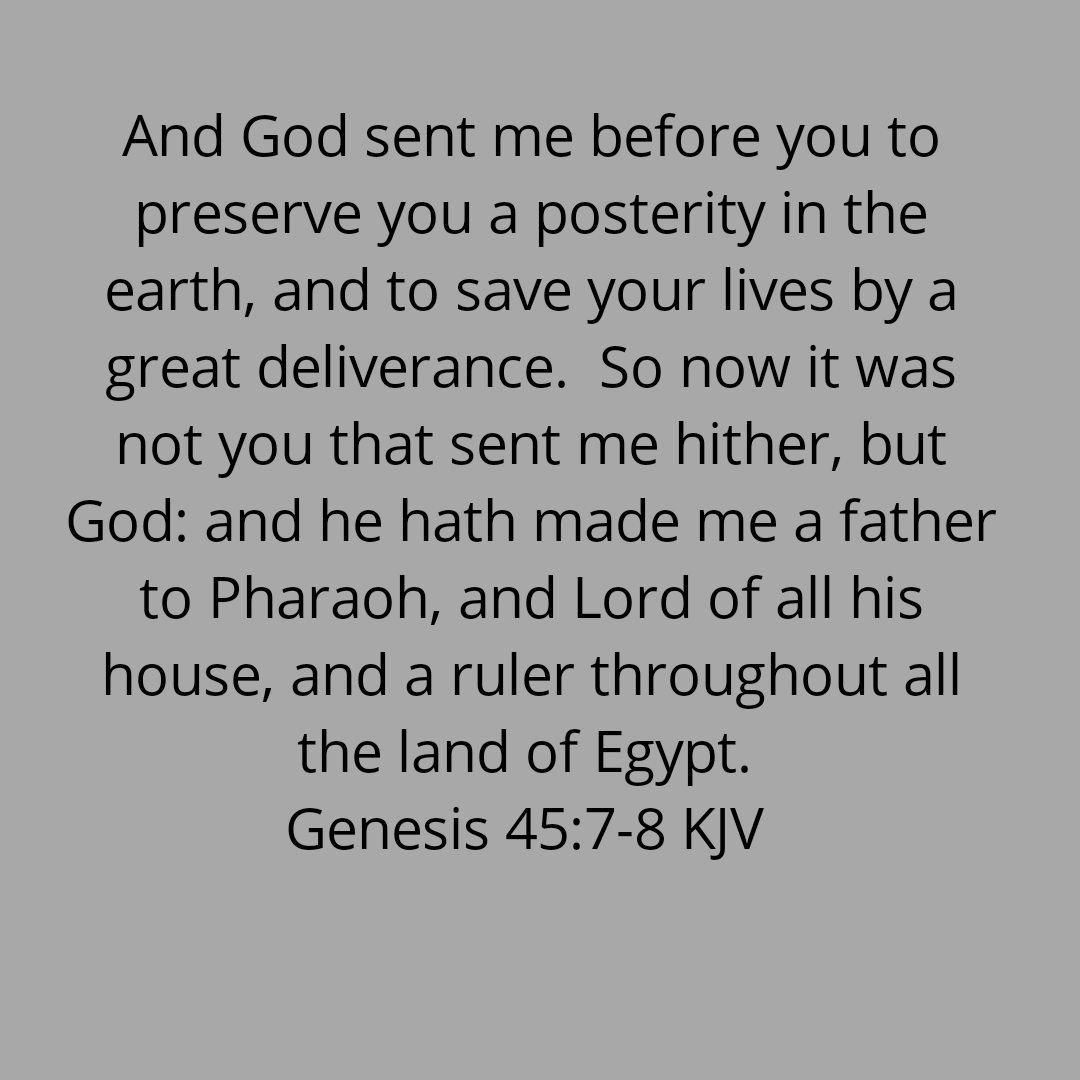 And God sent me before you to
preserve you a posterity in the
earth, and to save your lives by a
great deliverance.  So now it was
not you that sent me hither, but
God: and he hath made me a father
to Pharaoh, and Lord of all his
house, and a ruler throughout all
the land of Egypt.
Genesis 45:7-8 KJV